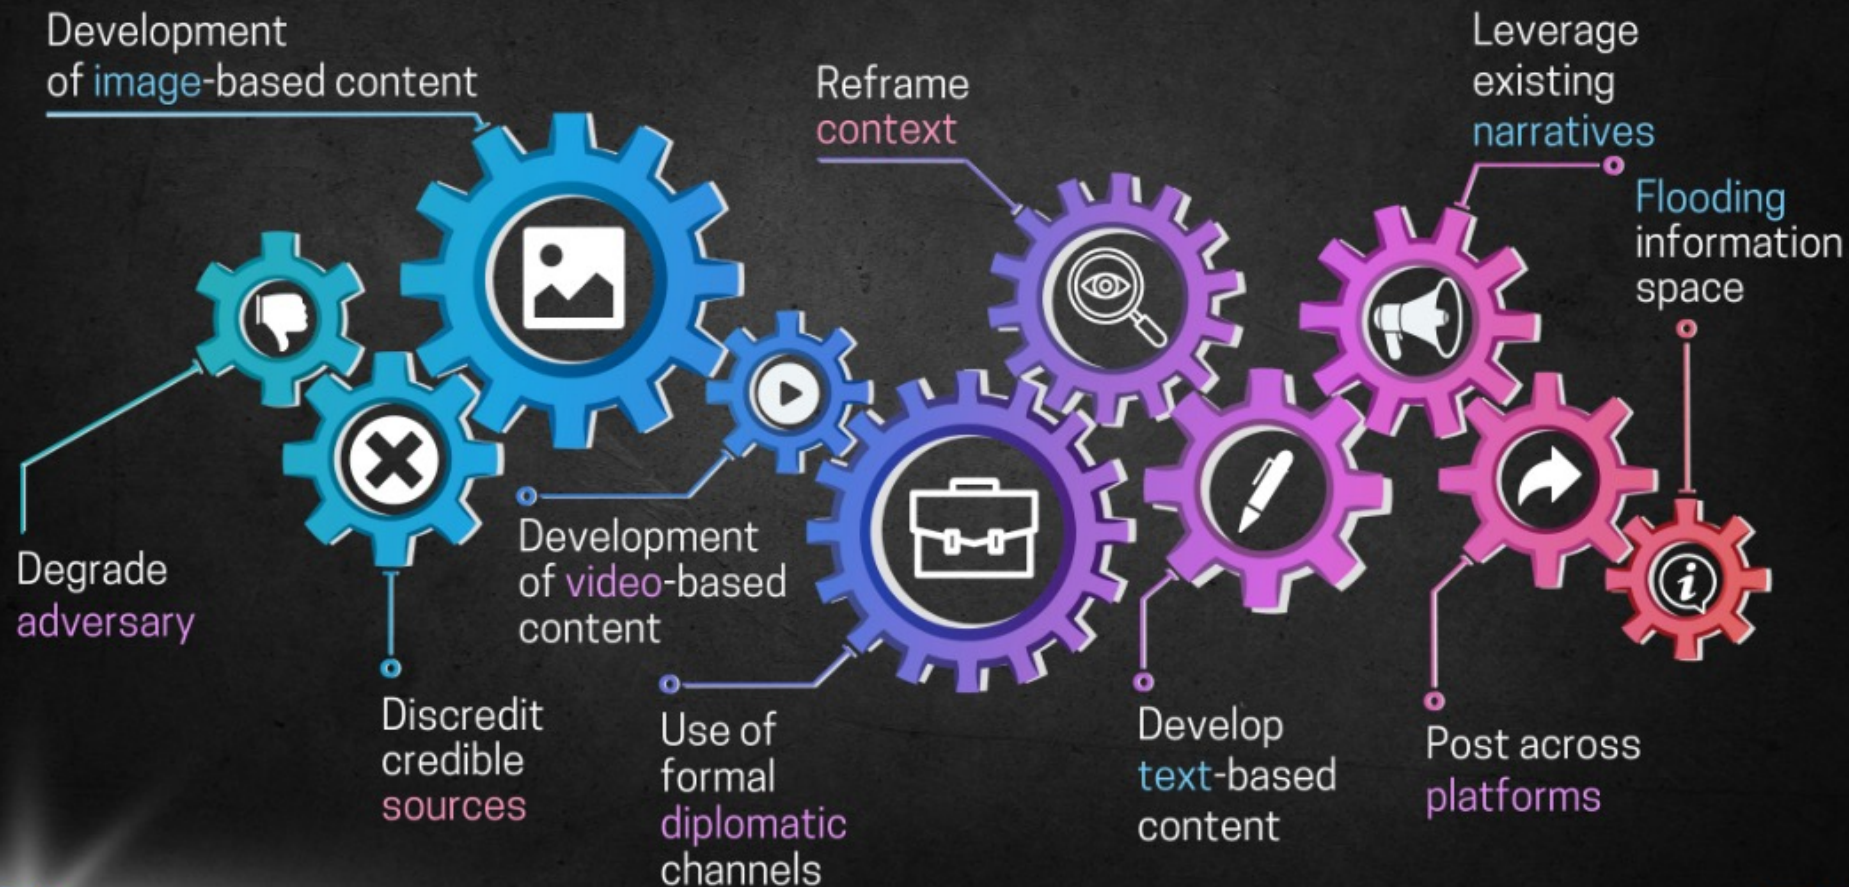 Development
of image-based content
Degrade
adversary
Discredit
credible
sources
Development
of video-based
content
Use of
formal
diplomatic
channels
Reframe
context
Develop
text-based
content
Leverage
existing
narratives
Post across
platforms
Flooding
information
space
i